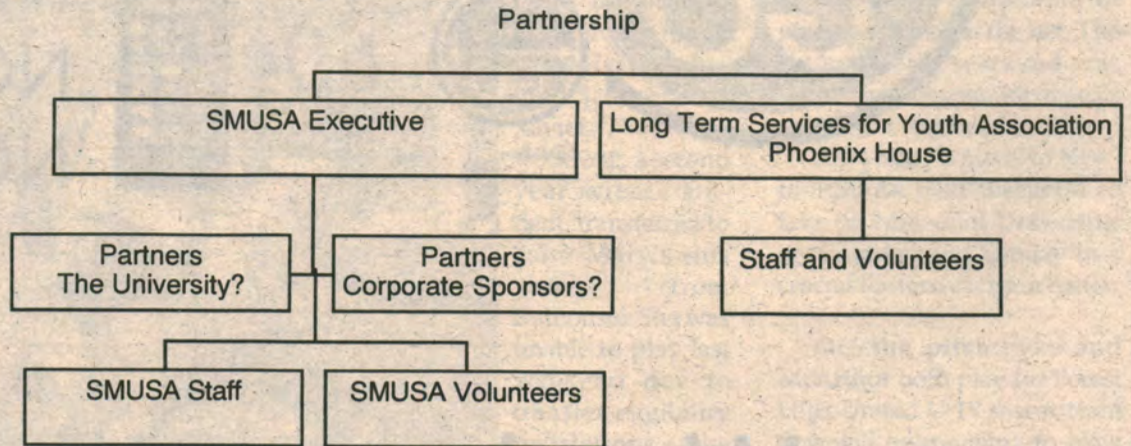 Partnership
SMUSA Executive
Long Term Services for Youth Association
Phoenix House
Partners
The University?
Partners
Corporate Sponsors?
Staff and Volunteers
SMUSA Staff
SMUSA Volunteers